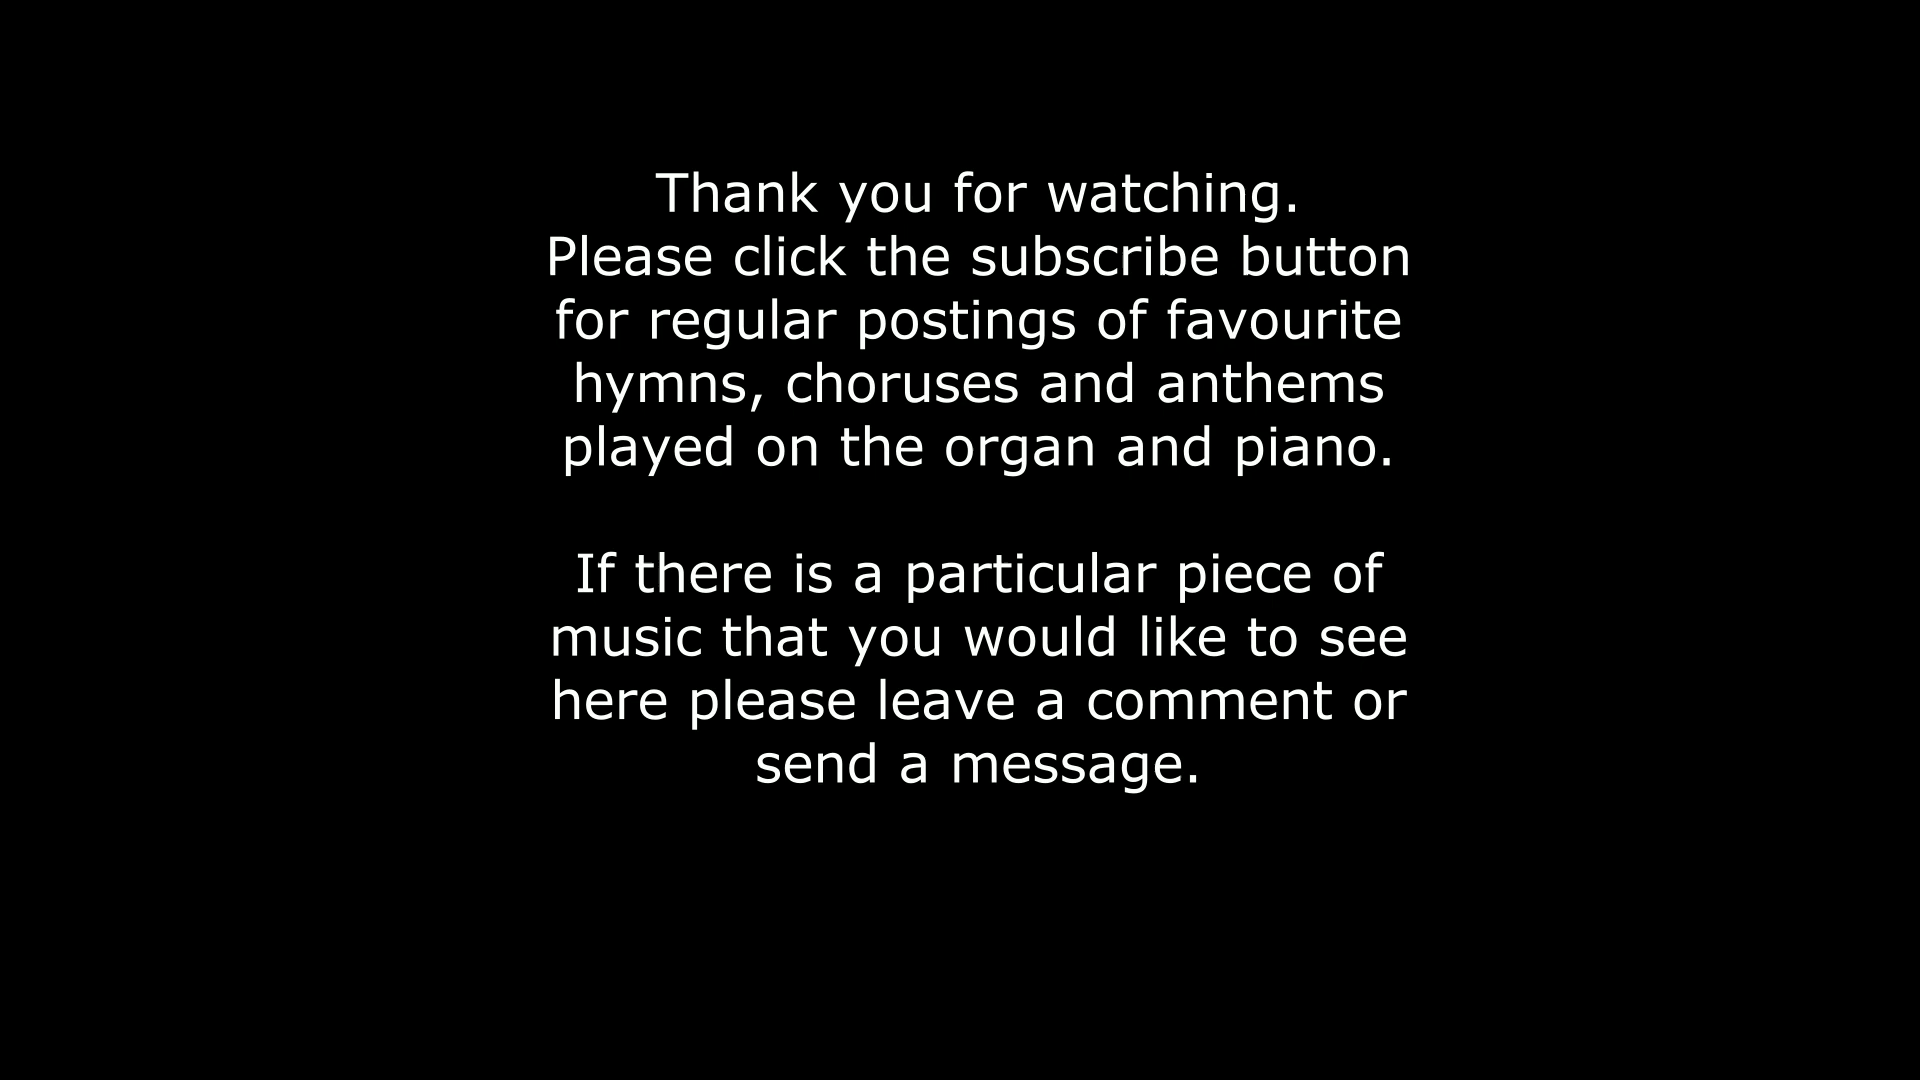 Thank you for watching.
Please click the subscribe button
for regular postings of favourite
hymns, choruses and anthems
played on the organ and piano.
If there is a particular piece of
music that you would like to see
here please leave a comment or
send a message.